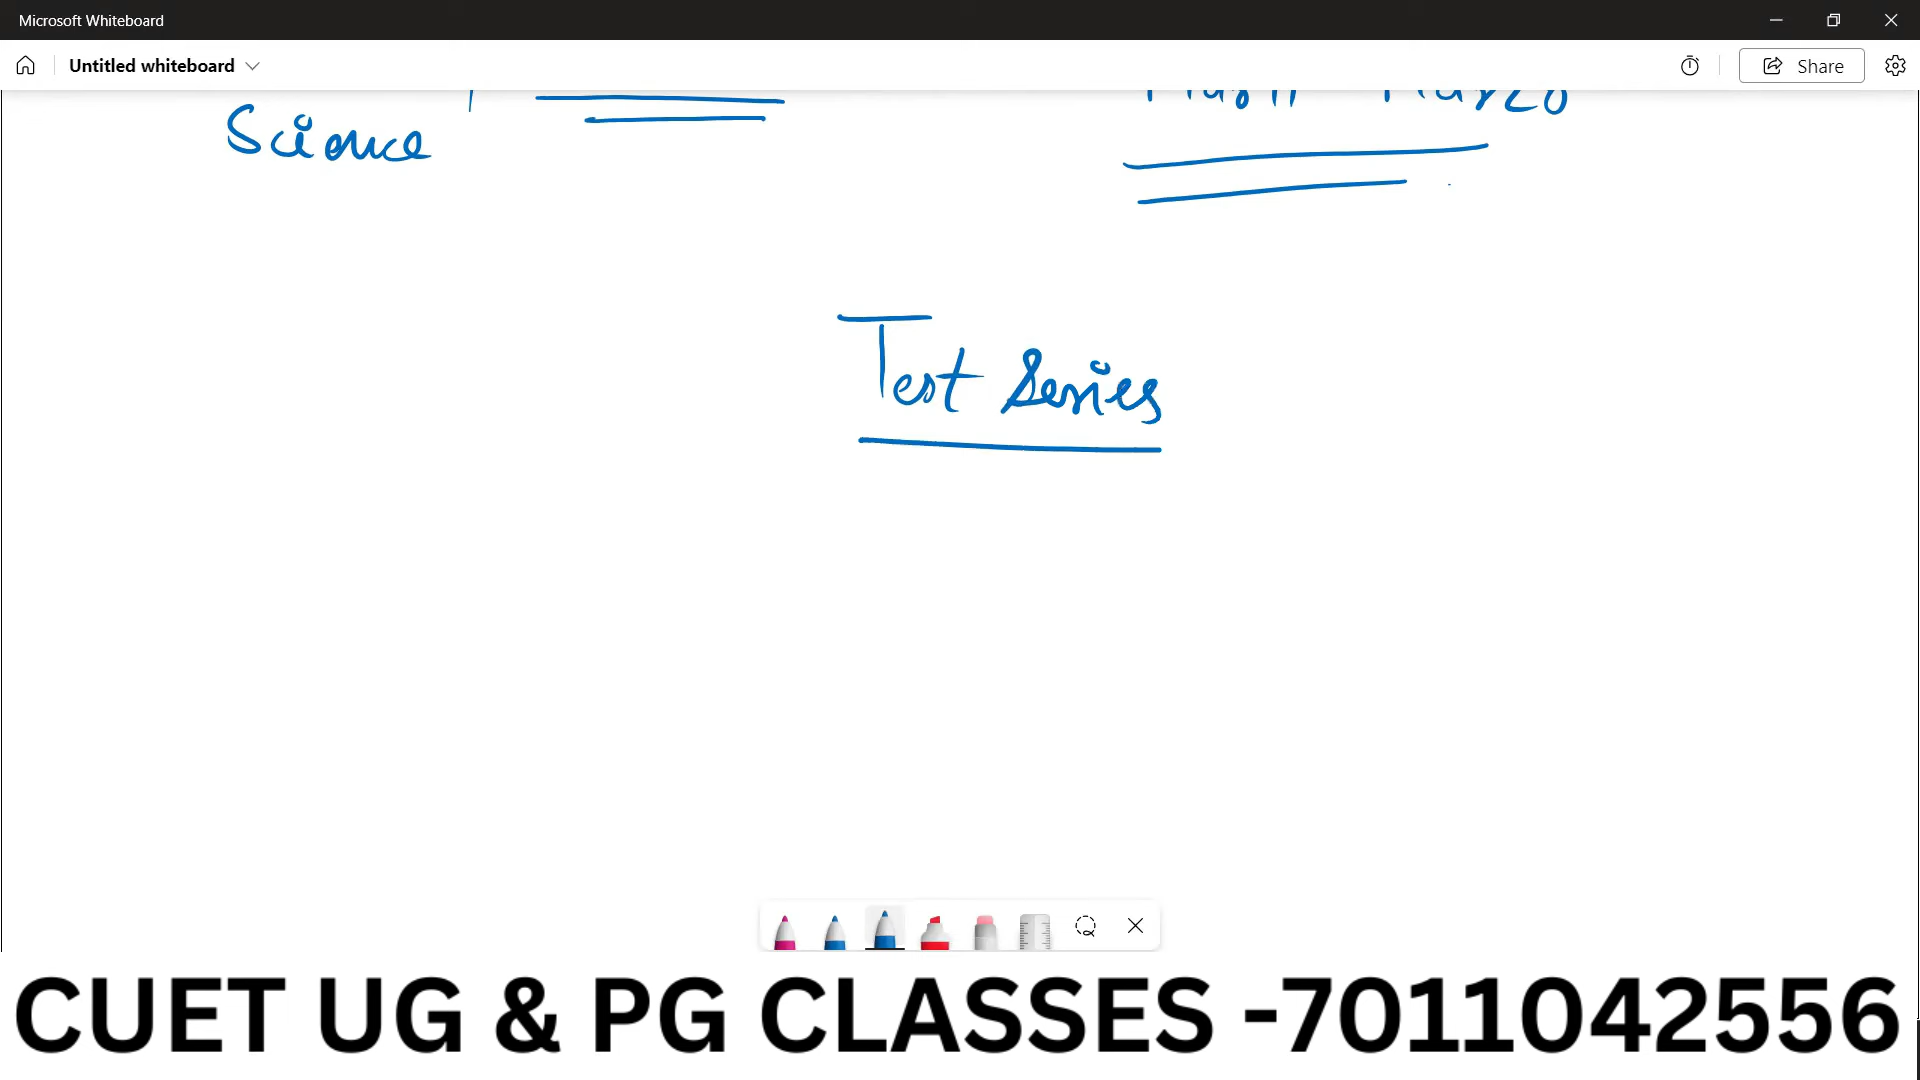 Microsoft Whiteboard
Untitled whiteboard
Share
Science
Test Series
CUET UG & PG CLASSES -7011042556